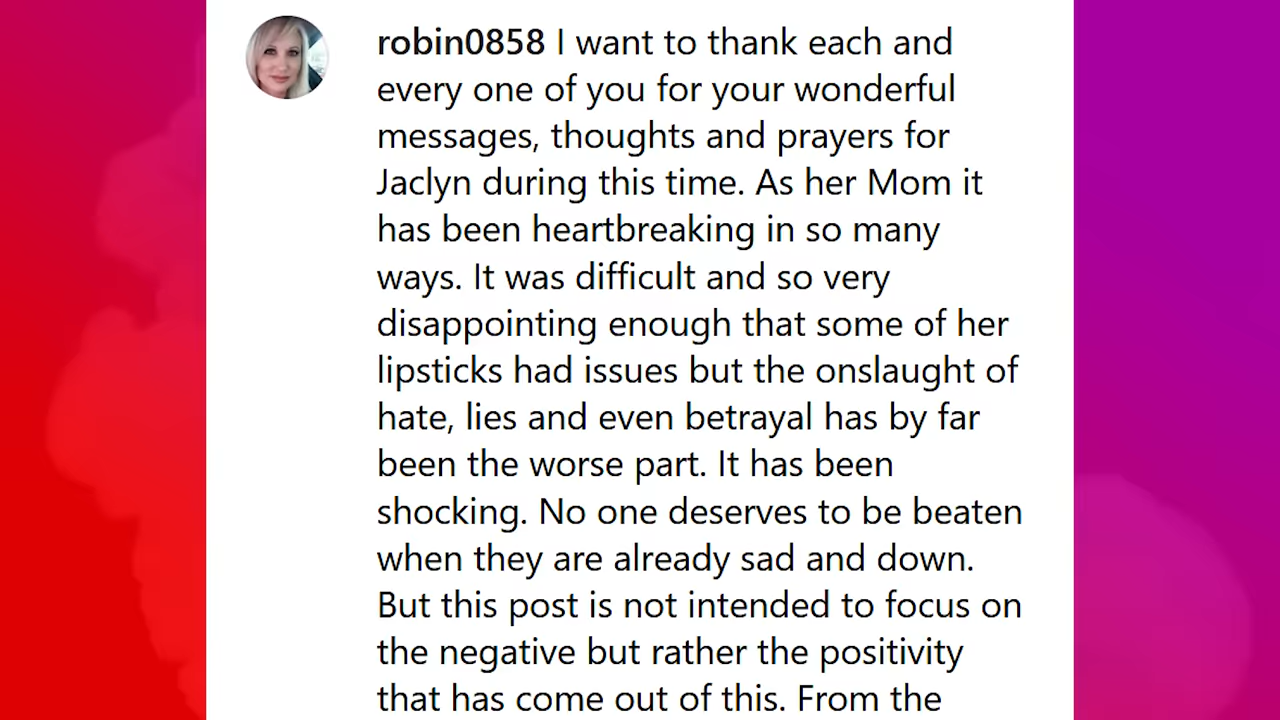 robin0858 I want to thank each and
every one of you for your wonderful
messages, thoughts and prayers for
Jaclyn during this time. As her Mom it
has been heartbreaking in so many
ways. It was difficult and so very
disappointing enough that some of her
lipsticks had issues but the onslaught of
hate, lies and even betrayal has by far
been the worse part. It has been
shocking. No one deserves to be beaten
when they are already sad and down.
But this post is not intended to focus on
the negative but rather the positivity
that has come out of this. From the